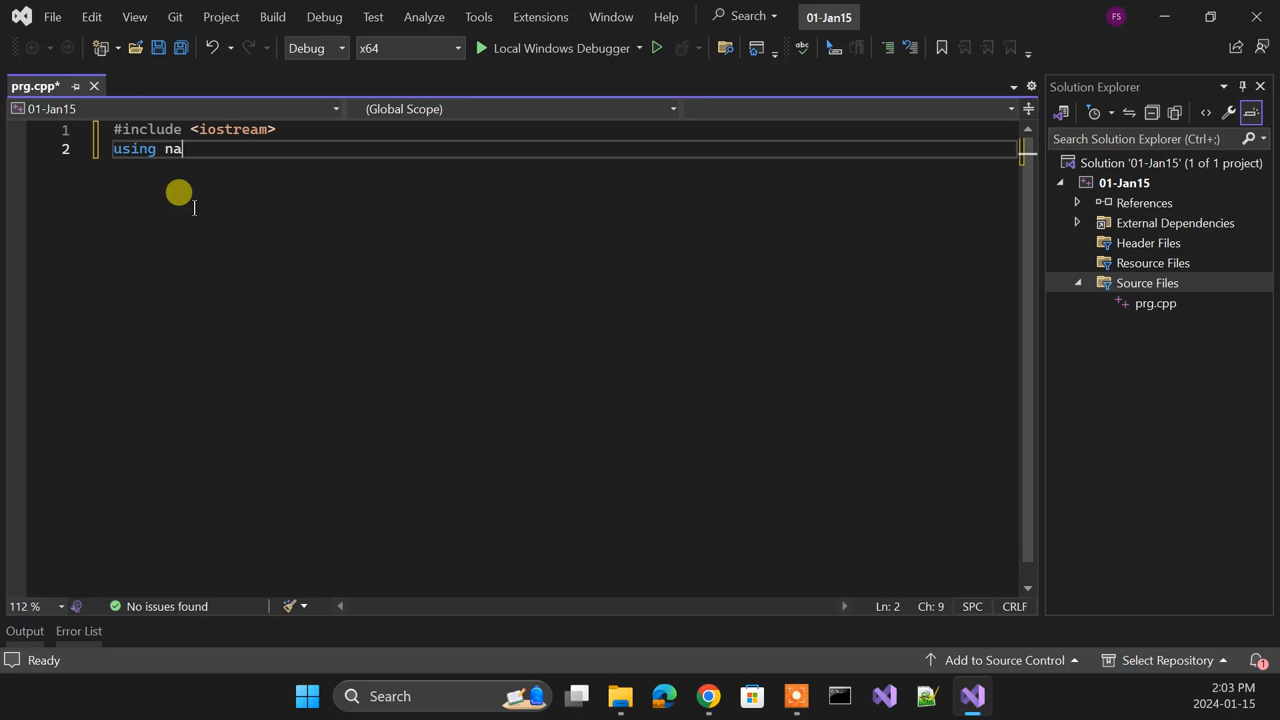 File Edit View Git Project Build Debug Test Analyze Tools Extensions Window Help Search 01-Jan15 FS
Debug x64 Local Windows Debugger
prg.cpp*
Solution Explorer
01-Jan15 (Global Scope)
Search Solution Explorer (Ctrl+;)
1 #include <iostream>
2 using na
Solution '01-Jan15' (1 of 1 project)
01-Jan15
References
External Dependencies
Header Files
Resource Files
Source Files
prg.cpp
112 % No issues found Ln: 2 Ch: 9 SPC CRLF
Output Error List
Ready Add to Source Control Select Repository 1
Search 2:03 PM
2024-01-15